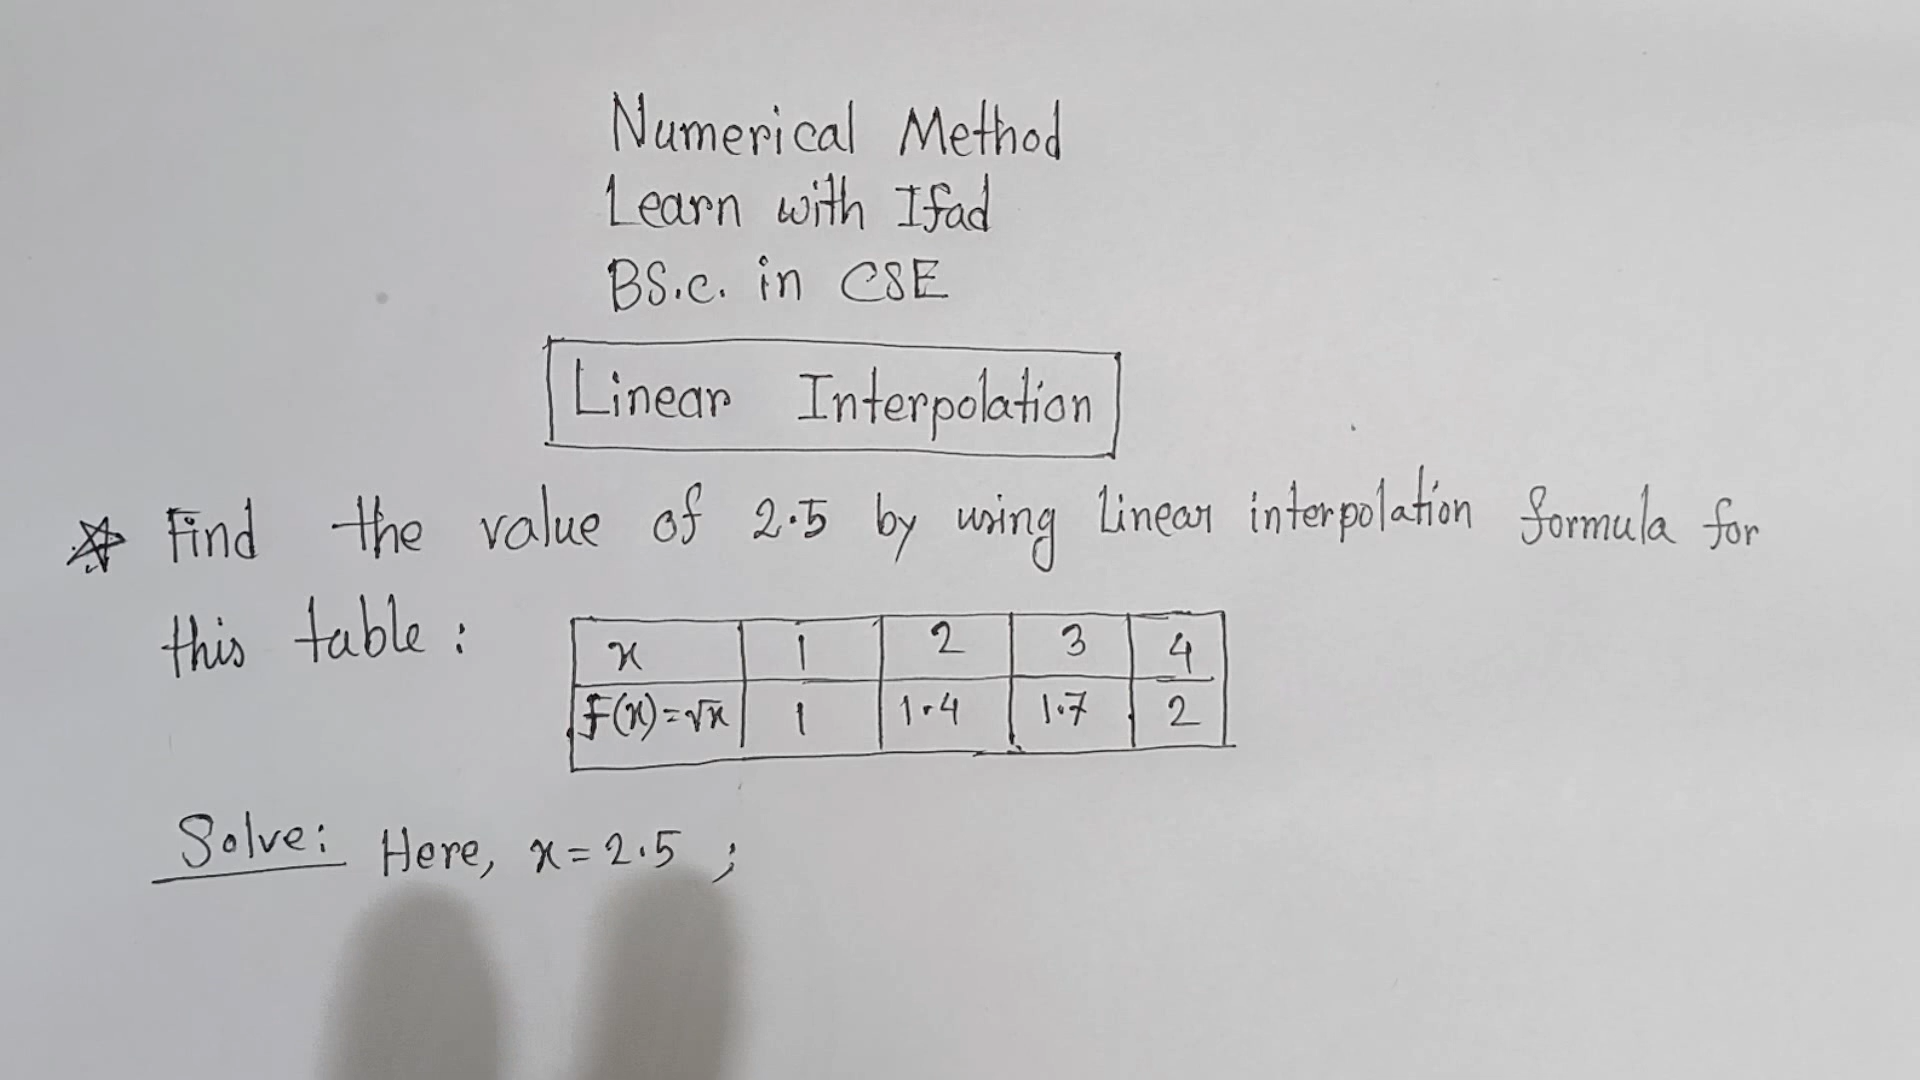 Numerical Method
Learn with Ifad
BS.c. in CSE
Linear Interpolation
Find the value of 2.5 by using Linear interpolation formula for
this table:
x 1 2 3 4
F(x)=√x 1 1.4 1.7 2
Solve: Here, x=2.5 ;